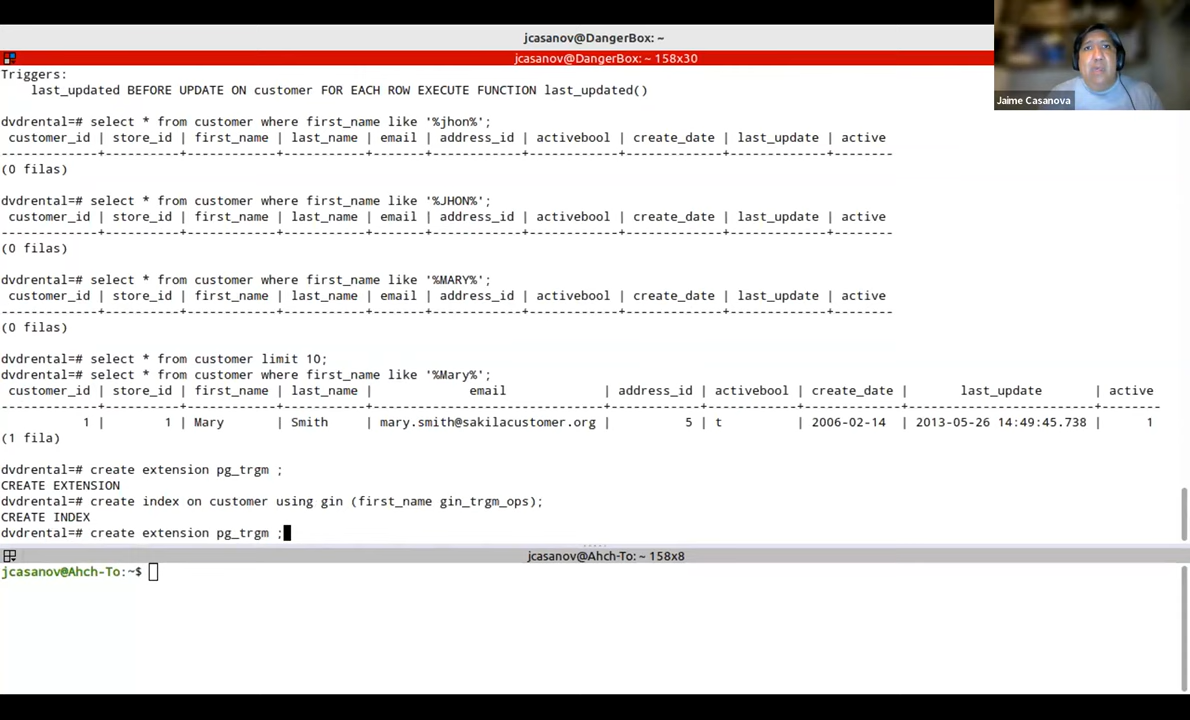 jcasanov@DangerBox: ~
jcasanov@DangerBox: ~ 158x30
Jaime Casanova
Triggers:
    last_updated BEFORE UPDATE ON customer FOR EACH ROW EXECUTE FUNCTION last_updated()
dvdrental=# select * from customer where first_name like '%jhon%';
 customer_id | store_id | first_name | last_name | email | address_id | activebool | create_date | last_update | active
-------------+----------+------------+-----------+-------+------------+------------+-------------+-------------+--------
(0 filas)
dvdrental=# select * from customer where first_name like '%JHON%';
 customer_id | store_id | first_name | last_name | email | address_id | activebool | create_date | last_update | active
-------------+----------+------------+-----------+-------+------------+------------+-------------+-------------+--------
(0 filas)
dvdrental=# select * from customer where first_name like '%MARY%';
 customer_id | store_id | first_name | last_name | email | address_id | activebool | create_date | last_update | active
-------------+----------+------------+-----------+-------+------------+------------+-------------+-------------+--------
(0 filas)
dvdrental=# select * from customer limit 10;
dvdrental=# select * from customer where first_name like '%Mary%';
 customer_id | store_id | first_name | last_name |             email             | address_id | activebool | create_date |       last_update       | active
-------------+----------+------------+-----------+-------------------------------+------------+------------+-------------+-------------------------+--------
           1 |        1 | Mary       | Smith     | mary.smith@sakilacustomer.org |          5 | t          | 2006-02-14  | 2013-05-26 14:49:45.738 |      1
(1 fila)
dvdrental=# create extension pg_trgm ;
CREATE EXTENSION
dvdrental=# create index on customer using gin (first_name gin_trgm_ops);
CREATE INDEX
dvdrental=# create extension pg_trgm ;
jcasanov@Ahch-To: ~ 158x8
jcasanov@Ahch-To:~$